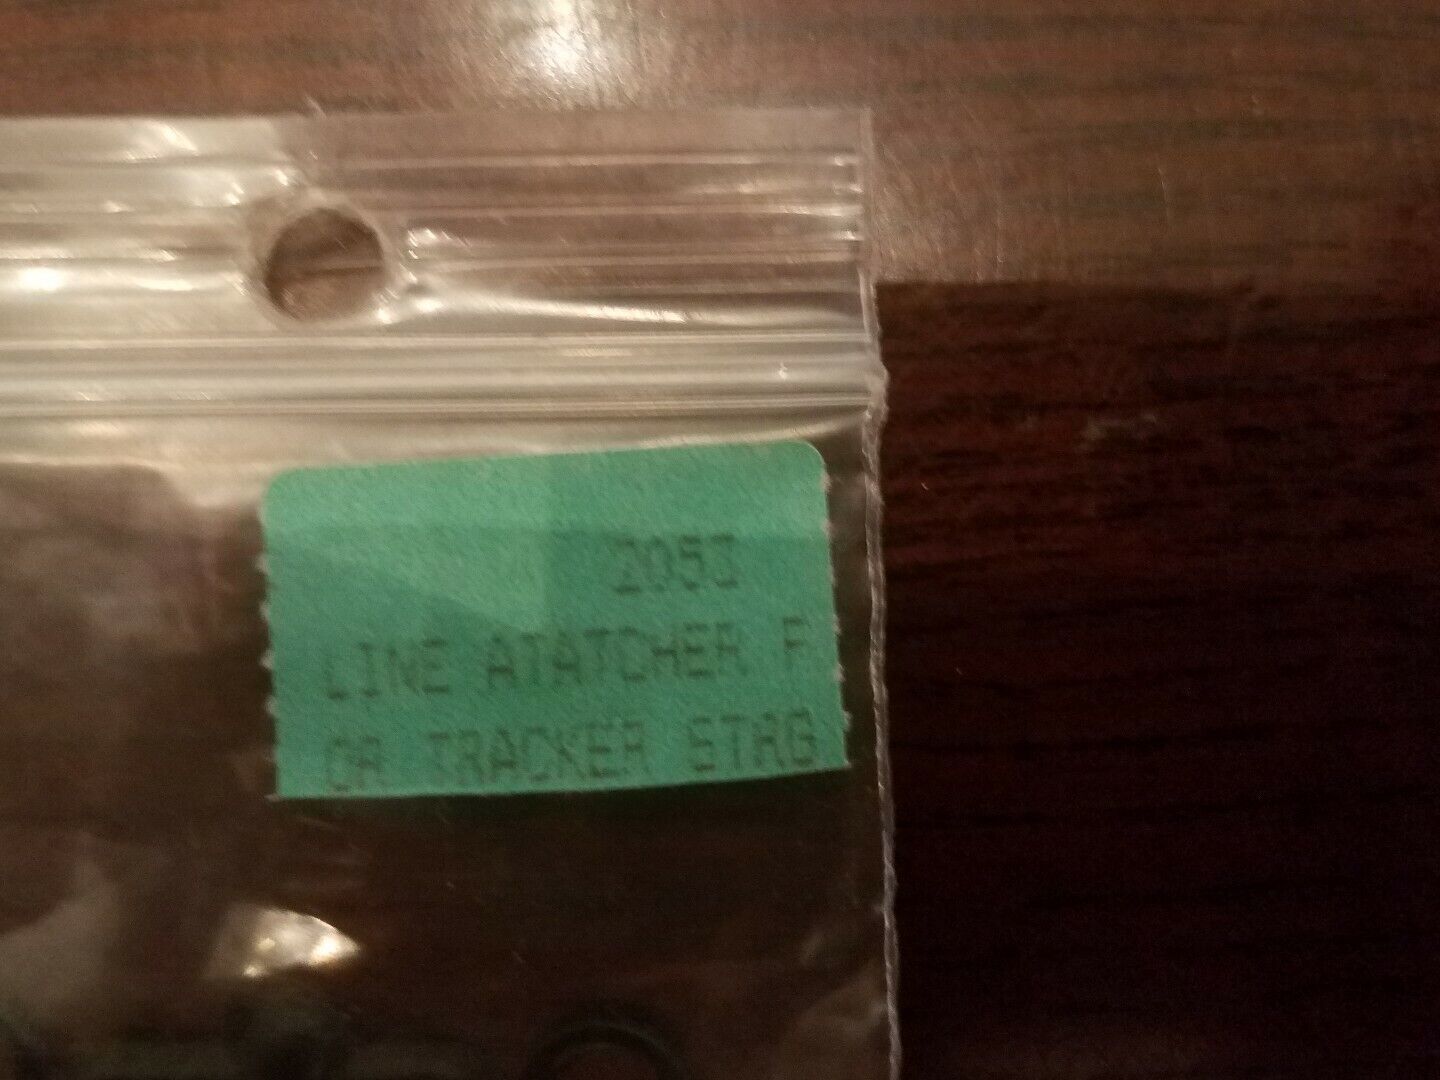 2053
LINE ATATCHER F
OR TRACKER STRG